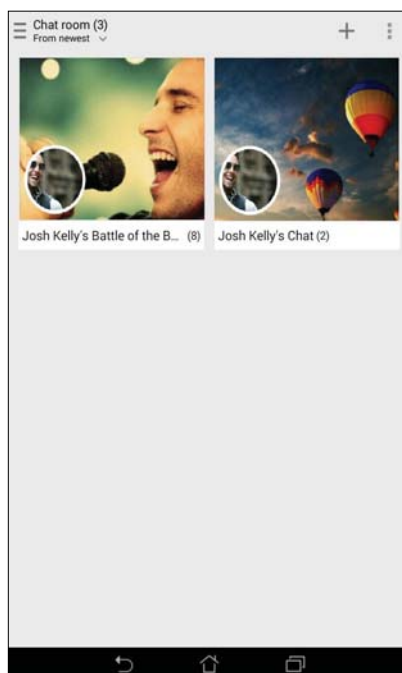 Chat room (3)
From newest
Josh Kelly's Battle of the B... (8)
Josh Kelly's Chat (2)